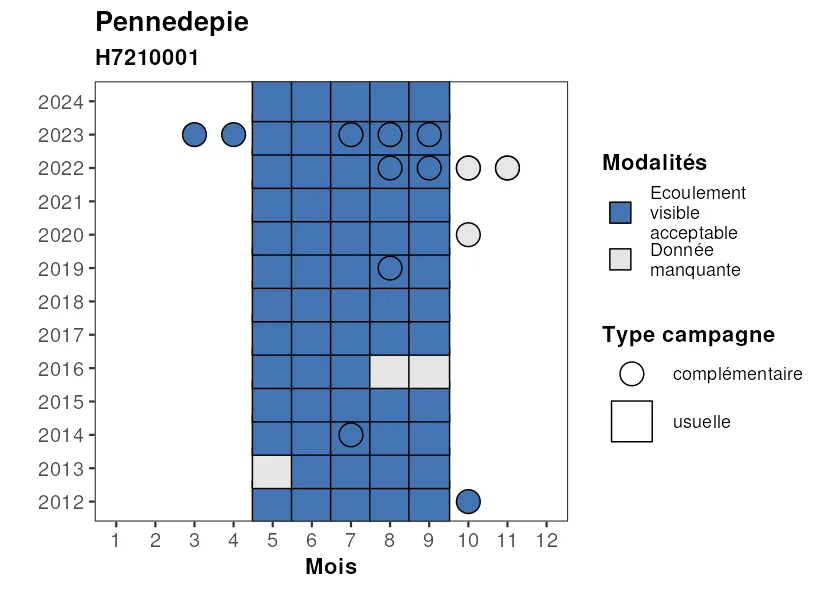 Pennedepie
H7210001
2024
2023
2022
2021
2020
2019
2018
2017
2016
2015
2014
2013
2012
1 2 3 4 5 6 7 8 9 10 11 12
Mois
Modalités
Ecoulement
visible
acceptable
Donnée
manquante
Type campagne
complémentaire
usuelle